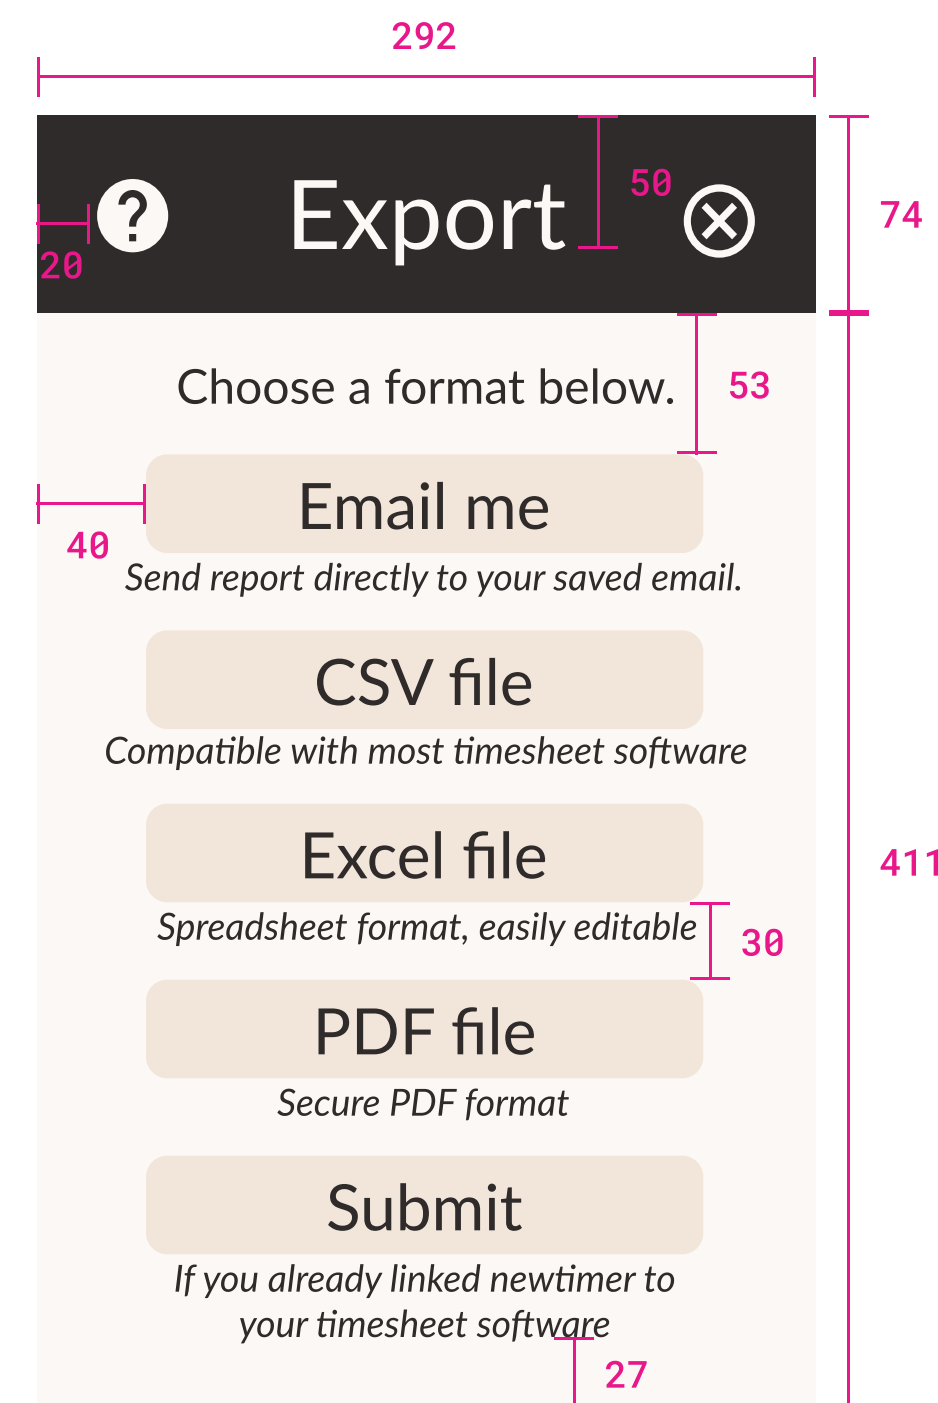 292
?
Export
50
74
20
Choose a format below.
53
Email me
40
Send report directly to your saved email.
CSV file
Compatible with most timesheet software
Excel file
411
Spreadsheet format, easily editable
30
PDF file
Secure PDF format
Submit
If you already linked newtimer to
your timesheet software
27